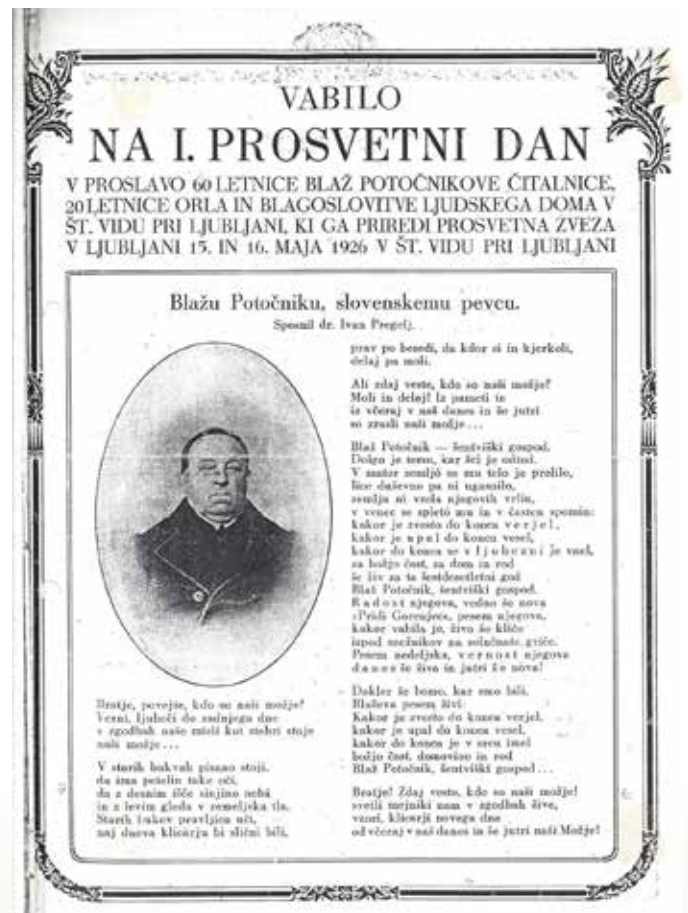 VABILO
NA I. PROSVETNI DAN
V PROSLAVO 60 LETNICE BLAŽ POTOČNIKOVE ČITALNICE,
20 LETNICE ORLA IN BLAGOSLOVITVE LJUDSKEGA DOMA V
ŠT. VIDU PRI LJUBLJANI, KI GA PRIREDI PROSVETNA ZVEZA
V LJUBLJANI 15. IN 16. MAJA 1926 V ŠT. VIDU PRI LJUBLJANI
Blažu Potočniku, slovenskemu pevcu.
Spesnil dr. Ivan Pregelj.
Bratje, povejte, kdo so naši možje?
Verni, ljubeči do zadnjega dne
v zgodbah naše misli kot stebri stoje
naši možje...
V starih bukvah pisano stoji,
da ima petelin take oči,
da z desnim išče sinjino neba
in z levim gleda v zemeljska tla.
Starih bukev pravljica uči,
naj dneva klicarju bi slični bili,
prav po besedi, da kdor si in kjerkoli,
delaj pa moli.
Ali zdaj veste, kdo so naši možje?
Moli in delaj! Iz pameti te
iz včeraj v naš danes in še jutri
so zrasli naši možje...
Blaž Potočnik — šentviški gospod.
Dolgo je temu, kar šel je odtod.
V mater zemljó se mu telo je prelilo,
lice duševno pa ni ugasnilo,
zemlja ni vzela njegovih vrlin,
v venec se spletó mu in v časten spomin:
kakor je zvesto do konca verjel,
kakor je upal do konca vesel,
kakor do konca se v ljubezni je vnel,
za božjo čast, za dom in rod
še živ za ta šestdesetletni god
Blaž Potočnik, šentviški gospod.
Radost njegova, vedno še nova
»Pridi Gorenjec«, pesem njegova,
kakor vabila je, živo še kliče
izpod snežnikov na solnčnate griče.
Pesem nedeljska, vernost njegova
danes še živa in jutri še nova!
Dokler še bomo, kar smo bili,
Blaževa pesem živi:
Kakor je zvesto do konca verjel,
kakor je upal do konca vesel,
kakor do konca je v srcu imel
božjo čast, domovino in rod
Blaž Potočnik, šentviški gospod...
Bratje! Zdaj veste, kdo so naši možje!
svetli mejniki nam v zgodbah žive,
vzori, klicarji novega dne
od včeraj v naš danes in še jutri naši Možje!